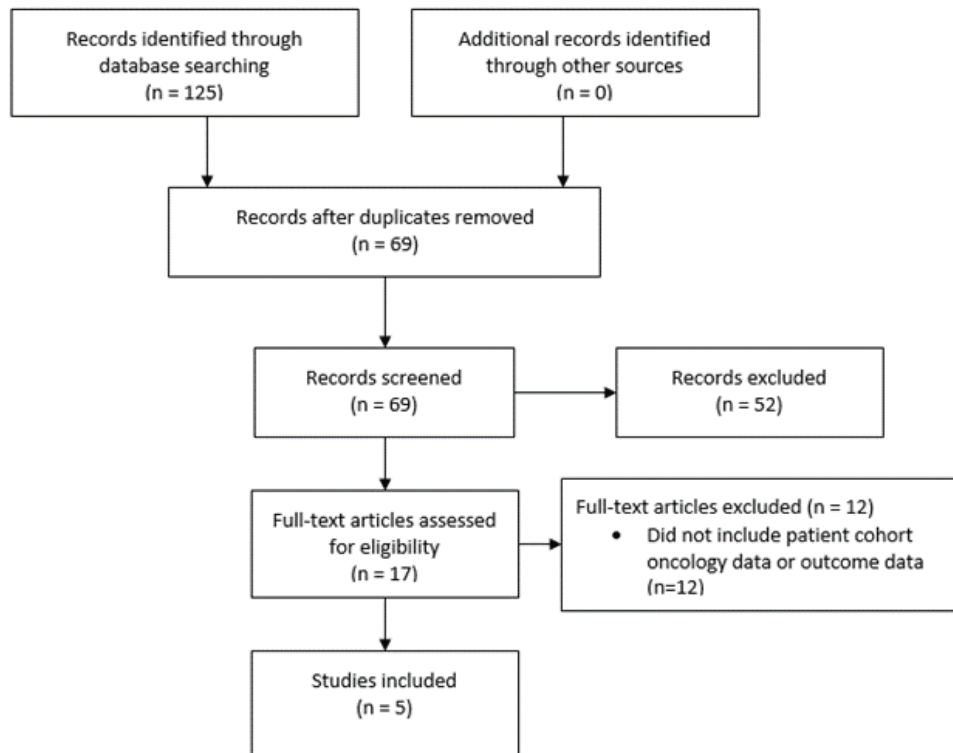 Records identified through
database searching
(n = 125)
Additional records identified
through other sources
(n = 0)
Records after duplicates removed
(n = 69)
Records screened
(n = 69)
Records excluded
(n = 52)
Full-text articles assessed
for eligibility
(n = 17)
Full-text articles excluded (n = 12)
• Did not include patient cohort
oncology data or outcome data
(n=12)
Studies included
(n = 5)